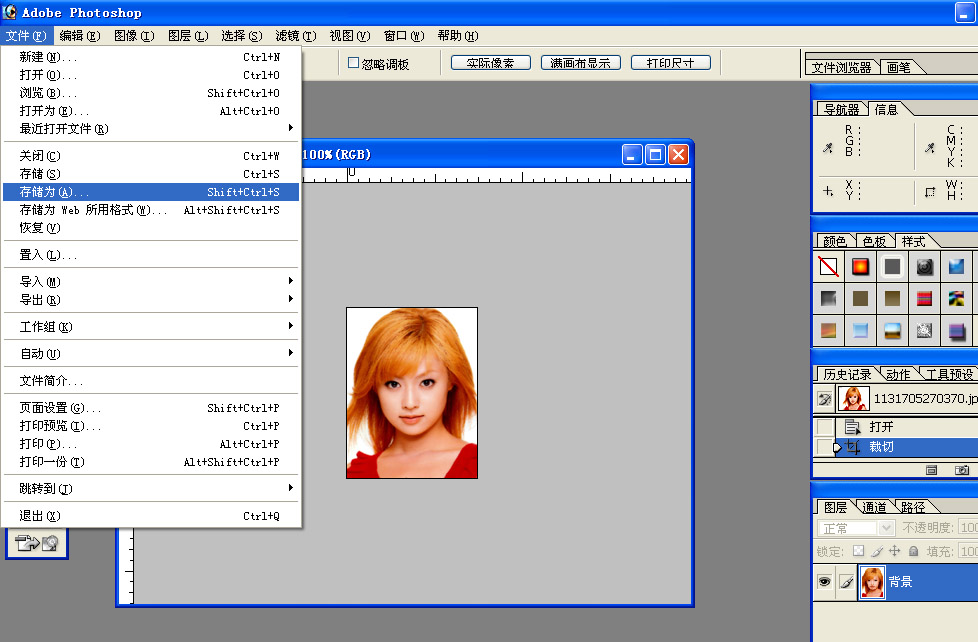 Adobe Photoshop
文件(F) 编辑(E) 图像(I) 图层(L) 选择(S) 滤镜(T) 视图(V) 窗口(W) 帮助(H)
忽略调板 实际像素 满画布显示 打印尺寸
文件浏览器 画笔
新建(N)... Ctrl+N
打开(O)... Ctrl+O
浏览(B)... Shift+Ctrl+O
打开为(E)... Alt+Ctrl+O
最近打开文件(R)
关闭(C) Ctrl+W
存储(S) Ctrl+S
存储为(A)... Shift+Ctrl+S
存储为 Web 所用格式(W)... Alt+Shift+Ctrl+S
恢复(V)
置入(L)...
导入(M)
导出(R)
工作组(K)
自动(U)
文件简介...
页面设置(G)... Shift+Ctrl+P
打印预览(I)... Ctrl+P
打印(P)... Alt+Ctrl+P
打印一份(T) Alt+Shift+Ctrl+P
跳转到(J)
退出(X) Ctrl+Q
100%(RGB)
0
导航器 信息
R: C:
G: M:
B: Y:
K:
X: W:
Y: H:
颜色 色板 样式
历史记录 动作 工具预设
1131705270370.jp
打开
裁切
图层 通道 路径
正常 不透明度: 100
锁定: 填充: 100
背景